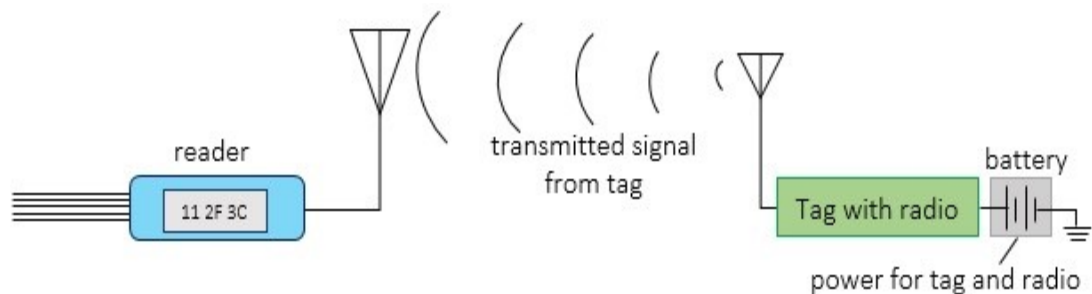 reader
11 2F 3C
transmitted signal
from tag
battery
Tag with radio
power for tag and radio